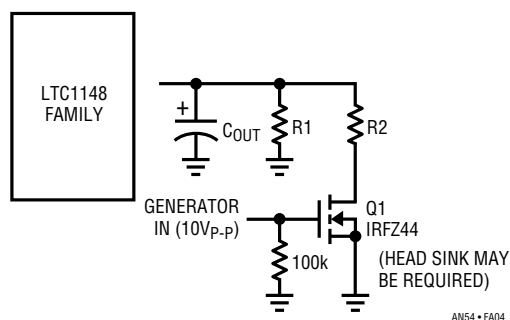 LTC1148
FAMILY
+
COUT
R1
R2
GENERATOR
IN (10VP-P)
100k
Q1
IRFZ44
(HEAD SINK MAY
BE REQUIRED)
AN54 • FA04